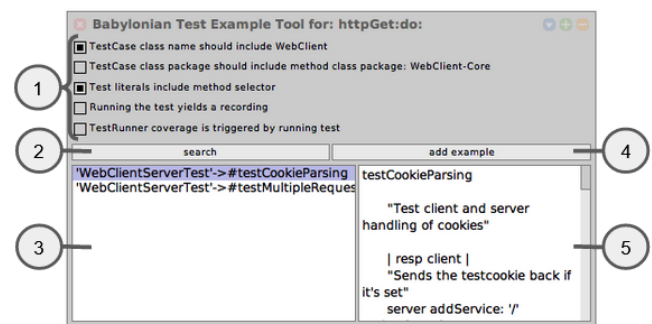 Babylonian Test Example Tool for: httpGet:do:
TestCase class name should include WebClient
TestCase class package should include method class package: WebClient-Core
1
Test literals include method selector
Running the test yields a recording
TestRunner coverage is triggered by running test
2
search
add example
4
'WebClientServerTest'->#testCookieParsing
'WebClientServerTest'->#testMultipleReques
3
testCookieParsing
"Test client and server
handling of cookies"
| resp client |
"Sends the testcookie back if
it's set"
server addService: '/'
5